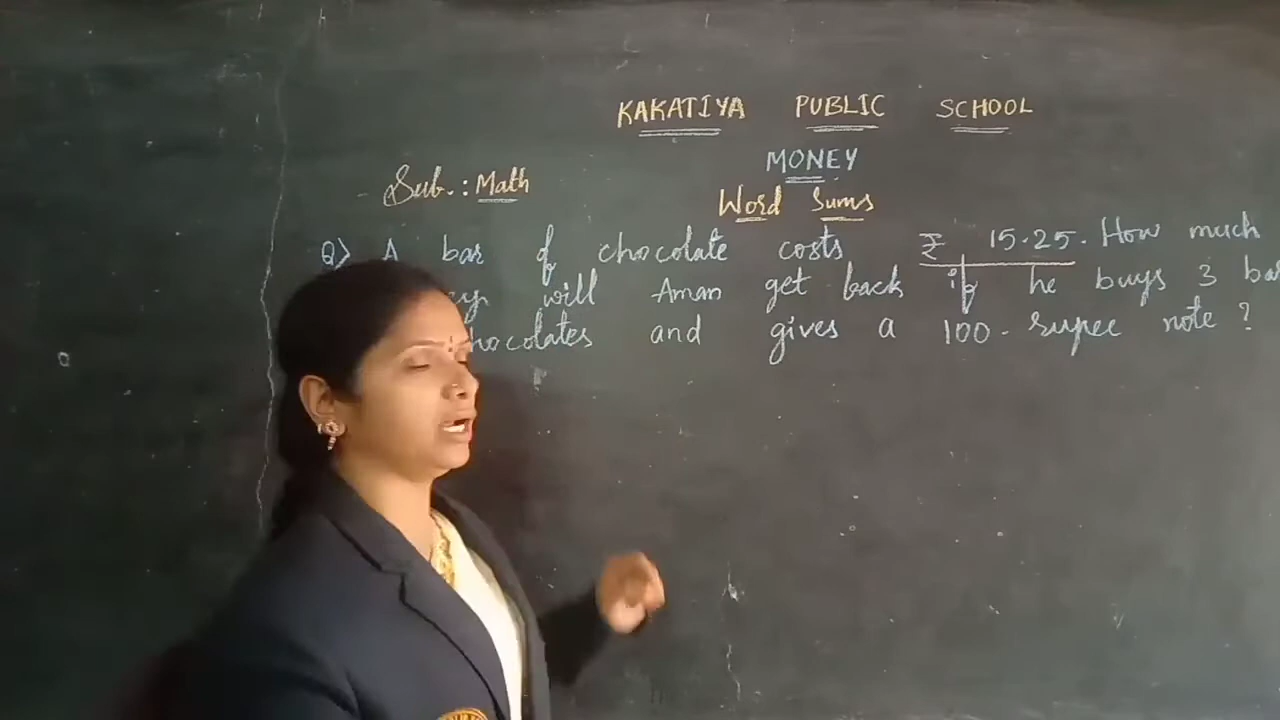 KAKATIYA PUBLIC SCHOOL
MONEY
Sub. : Math
Word Sums
Q> A bar of chocolate costs ₹ 15.25. How much
will Aman get back if he buys 3
and gives a 100-rupee note ?